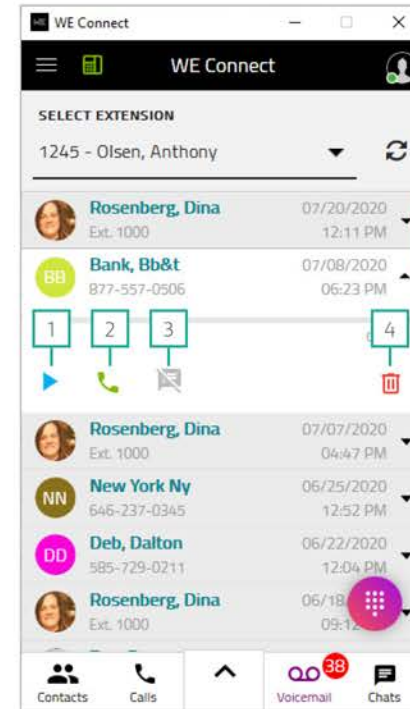 WE Connect
WE Connect
SELECT EXTENSION
1245 - Olsen, Anthony
Rosenberg, Dina 07/20/2020
Ext. 1000 12:11 PM
BB Bank, Bb&t 07/08/2020
877-557-0506 06:23 PM
1 2 3 4
Rosenberg, Dina 07/07/2020
Ext. 1000 04:47 PM
NN New York Ny 06/25/2020
646-237-0345 12:52 PM
DD Deb, Dalton 06/22/2020
585-729-0211 12:04 PM
Rosenberg, Dina 06/18
Ext. 1000 09:12
38
Contacts Calls Voicemail Chats